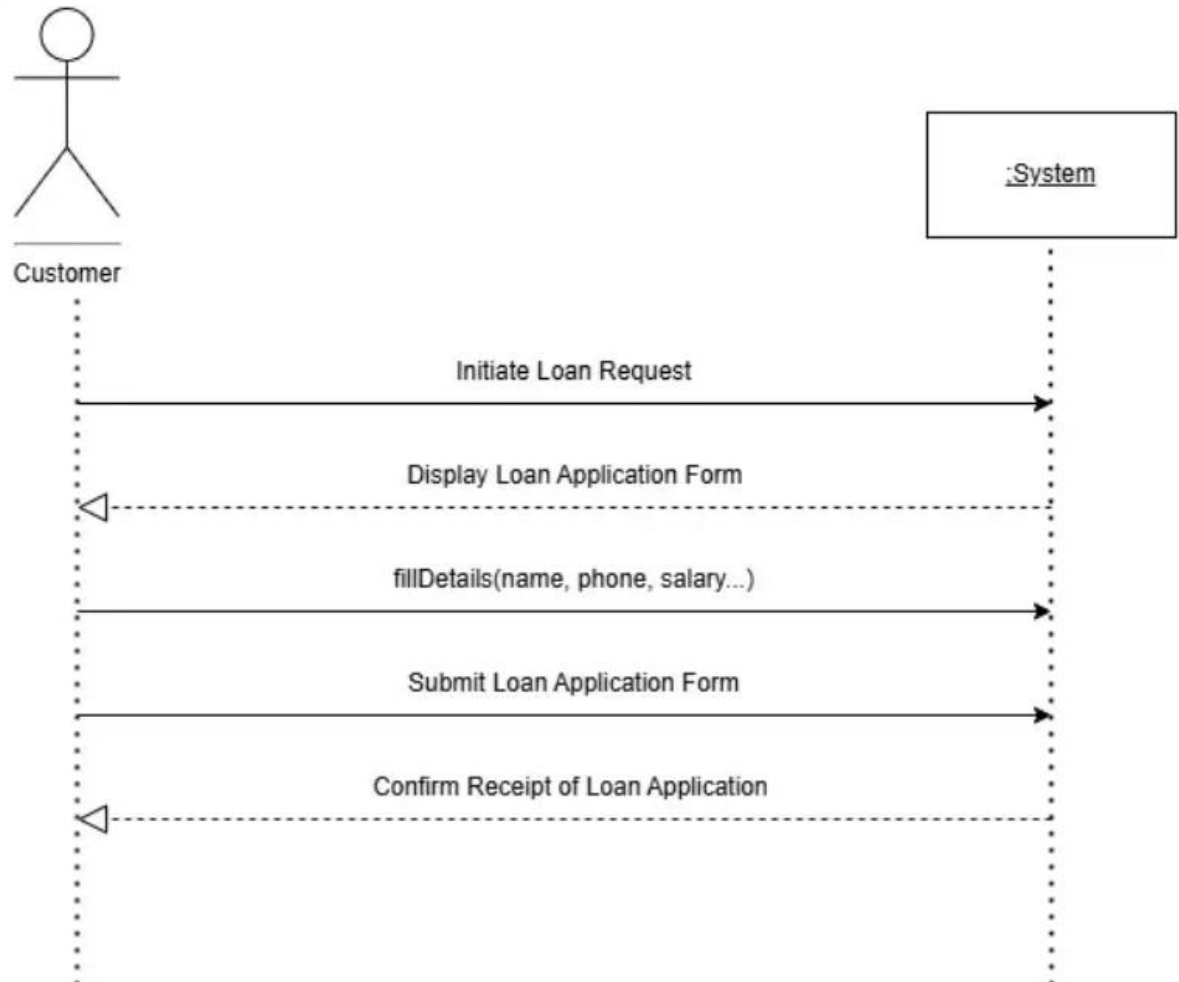 :System
Customer
Initiate Loan Request
Display Loan Application Form
fillDetails(name, phone, salary...)
Submit Loan Application Form
Confirm Receipt of Loan Application